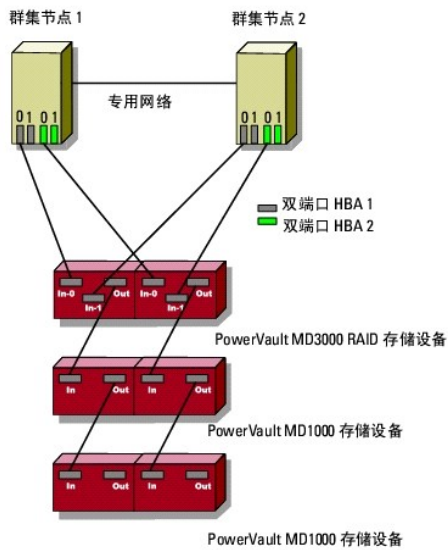 群集节点 1
群集节点 2
专用网络
0 1 0 1
0 1 0 1
双端口 HBA 1
双端口 HBA 2
In-0 Out In-0 Out
In-1 In-1
PowerVault MD3000 RAID 存储设备
In Out In Out
PowerVault MD1000 存储设备
In Out In Out
PowerVault MD1000 存储设备